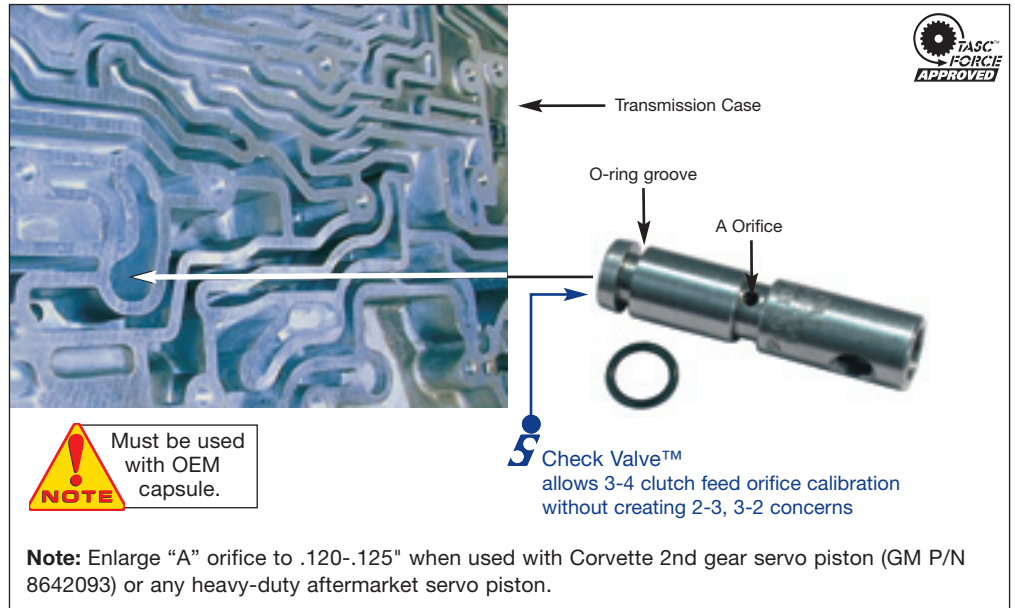 TASC™
FORCE
APPROVED
Transmission Case
O-ring groove
A Orifice
Must be used
with OEM
capsule.
NOTE
Check Valve™
allows 3-4 clutch feed orifice calibration
without creating 2-3, 3-2 concerns
Note: Enlarge “A” orifice to .120-.125" when used with Corvette 2nd gear servo piston (GM P/N
8642093) or any heavy-duty aftermarket servo piston.